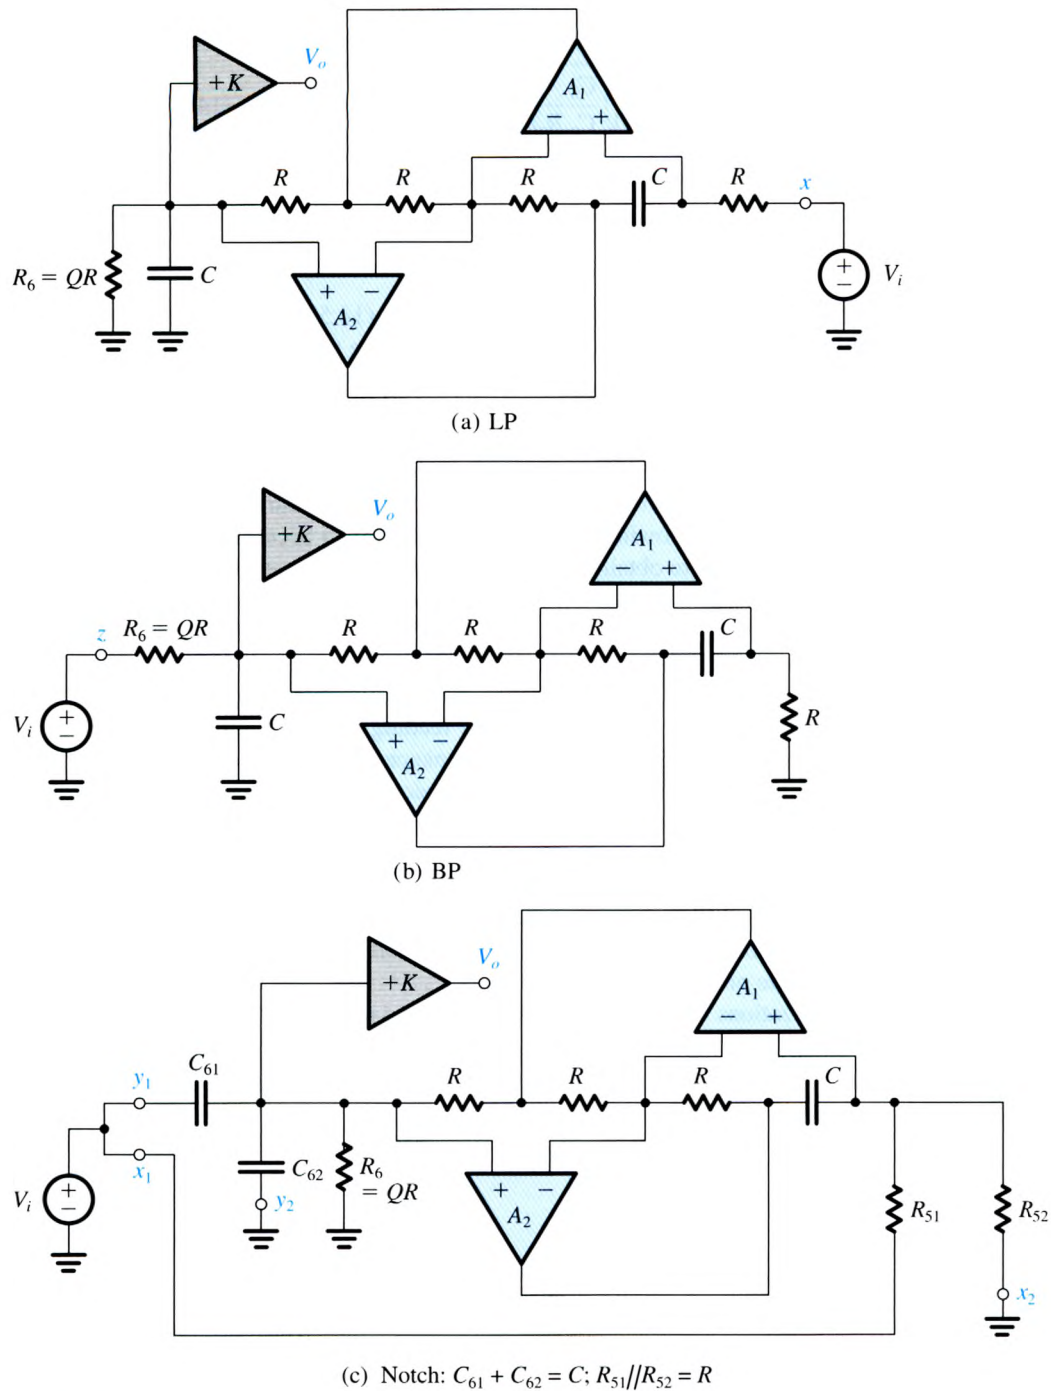 +K
V_o
A_1
− +
R R R C R x
R_6 = QR
C
+ −
A_2
+
−
V_i
(a) LP
+K
V_o
A_1
− +
z R_6 = QR R R R C
V_i
+
−
C
+ −
A_2
R
(b) BP
+K
V_o
A_1
− +
C_61
y_1
R R R C
x_1
V_i
+
−
C_62
y_2
R_6
= QR
+ −
A_2
R_51
R_52
x_2
(c) Notch: C_61 + C_62 = C; R_51//R_52 = R